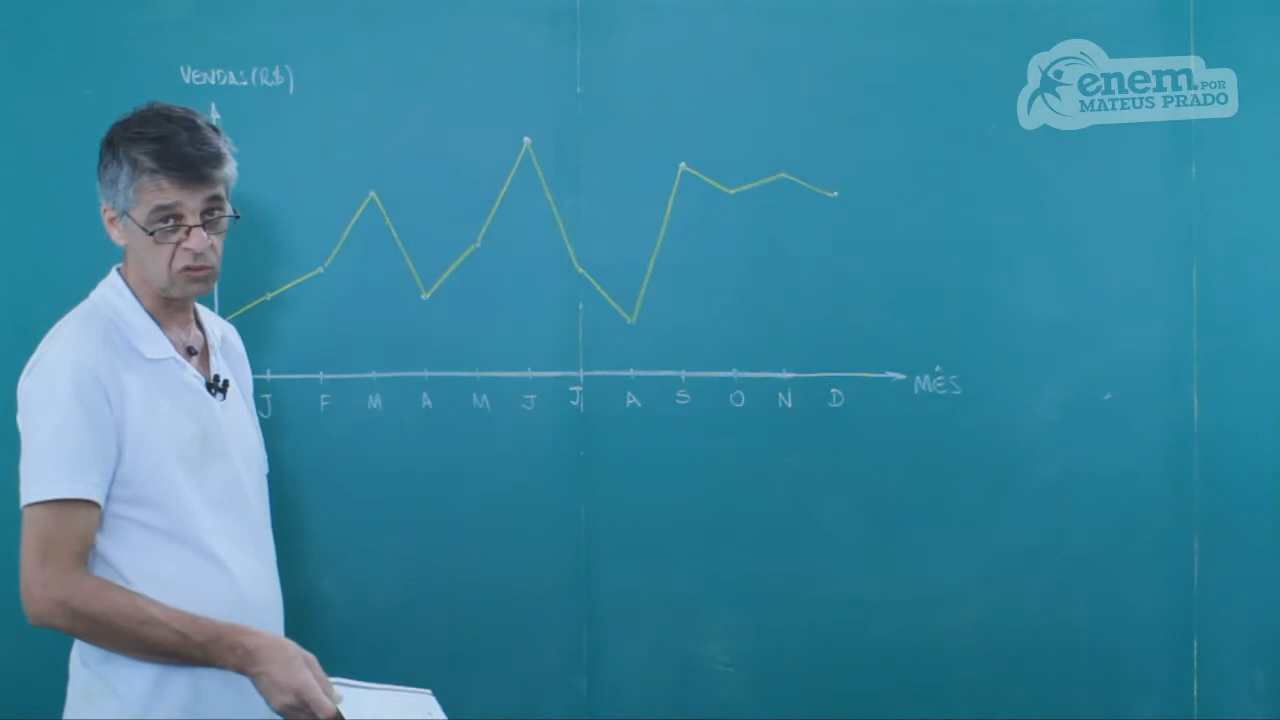 VENDAS (R$)
enem POR
MATEUS PRADO
J F M A M J J A S O N D
MÊS